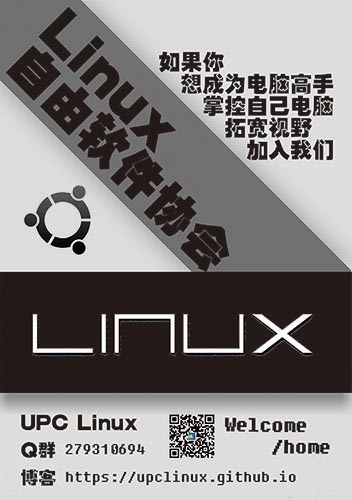 Linux
自由软件协会
如果你
想成为电脑高手
掌控自己电脑
拓宽视野
加入我们
LINUX
UPC Linux
Q群 279310694
博客 https://upclinux.github.io
Welcome
/home